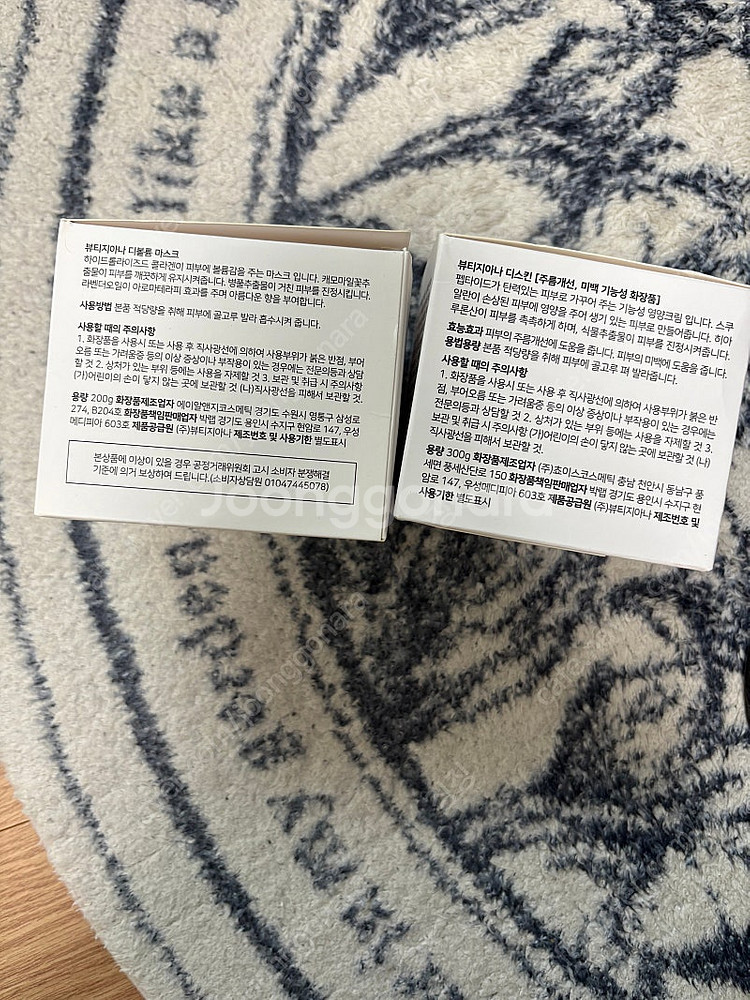 뷰티지아나 디볼륨 마스크
하이드롤라이즈드 콜라겐이 피부에 볼륨감을 주는 마스크 입니다. 캐모마일꽃추
출물이 피부를 깨끗하게 유지시켜줍니다. 병풀추출물이 거친 피부를 진정시킵니다.
라벤더오일이 아로마테라피 효과를 주며 아름다운 향을 부여합니다.
사용방법 본품 적당량을 취해 피부에 골고루 발라 흡수시켜 줍니다.
사용할 때의 주의사항
1. 화장품을 사용시 또는 사용 후 직사광선에 의하여 사용부위가 붉은 반점, 부어
오름 또는 가려움증 등의 이상 증상이나 부작용이 있는 경우에는 전문의등과 상담
할 것 2. 상처가 있는 부위 등에는 사용을 자제할 것 3. 보관 및 취급 시 주의사항
(가)어린이의 손이 닿지 않는 곳에 보관할 것 (나)직사광선을 피해서 보관할 것.
용량 200g 화장품제조업자 에이알앤지코스메틱 경기도 수원시 영통구 삼성로
274, B204호 화장품책임판매업자 박랩 경기도 용인시 수지구 현암로 147, 우성
메디피아 603호 제품공급원 (주)뷰티지아나 제조번호 및 사용기한 별도표시
본상품에 이상이 있을 경우 공정거래위원회 고시 소비자 분쟁해결
기준에 의거 보상하여 드립니다.(소비자상담원 01047445078)
뷰티지아나 디스킨 [주름개선, 미백 기능성 화장품]
펩타이드가 탄력있는 피부로 가꾸어 주는 기능성 영양크림 입니다. 스쿠
알란이 손상된 피부에 영양을 주어 생기 있는 피부로 만들어줍니다. 히아
루론산이 피부를 촉촉하게 하며, 식물추출물이 피부를 진정시켜줍니다.
효능효과 피부의 주름개선에 도움을 줍니다. 피부의 미백에 도움을 줍니다.
용법용량 본품 적당량을 취해 피부에 골고루 펴 발라줍니다.
사용할 때의 주의사항
1. 화장품을 사용시 또는 사용 후 직사광선에 의하여 사용부위가 붉은 반
점, 부어오름 또는 가려움증 등의 이상 증상이나 부작용이 있는 경우에는
전문의등과 상담할 것 2. 상처가 있는 부위 등에는 사용을 자제할 것 3.
보관 및 취급 시 주의사항 (가)어린이의 손이 닿지 않는 곳에 보관할 것 (나)
직사광선을 피해서 보관할 것.
용량 300g 화장품제조업자 (주)쵸이스코스메틱 충남 천안시 동남구 풍
세면 풍세산단로 150 화장품책임판매업자 박랩 경기도 용인시 수지구 현
암로 147, 우성메디피아 603호 제품공급원 (주)뷰티지아나 제조번호 및
사용기한 별도표시
Joonggonara
like a
my